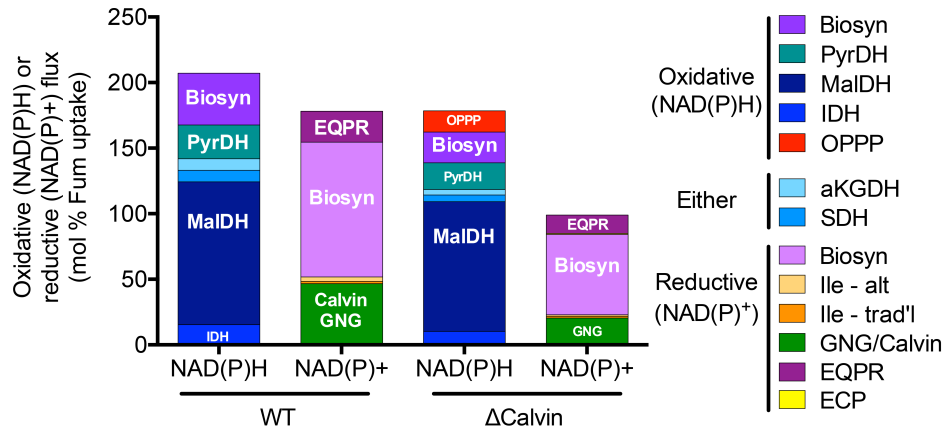 Oxidative (NAD(P)H) or
reductive (NAD(P)+) flux
(mol % Fum uptake)
250
200
150
100
50
0
Biosyn
PyrDH
MalDH
IDH
EQPR
Biosyn
Calvin
GNG
OPPP
Biosyn
PyrDH
MalDH
EQPR
Biosyn
GNG
NAD(P)H
NAD(P)+
NAD(P)H
NAD(P)+
WT
ΔCalvin
Oxidative
(NAD(P)H)
Biosyn
PyrDH
MalDH
IDH
OPPP
Either
aKGDH
SDH
Reductive
(NAD(P)⁺)
Biosyn
Ile - alt
Ile - trad'l
GNG/Calvin
EQPR
ECP